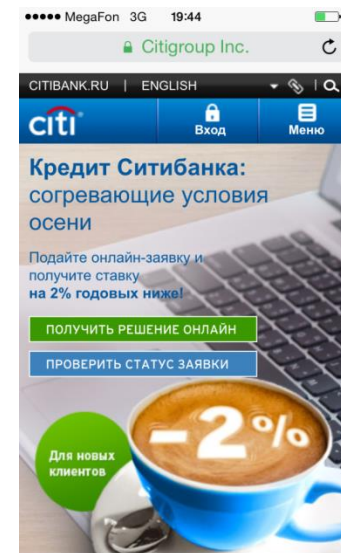 MegaFon 3G 19:44
Citigroup Inc.
CITIBANK.RU | ENGLISH
citi
Вход
Меню
Кредит Ситибанка:
согревающие условия
осени
Подайте онлайн-заявку и
получите ставку
на 2% годовых ниже!
ПОЛУЧИТЬ РЕШЕНИЕ ОНЛАЙН
ПРОВЕРИТЬ СТАТУС ЗАЯВКИ
-2%
Для новых
клиентов